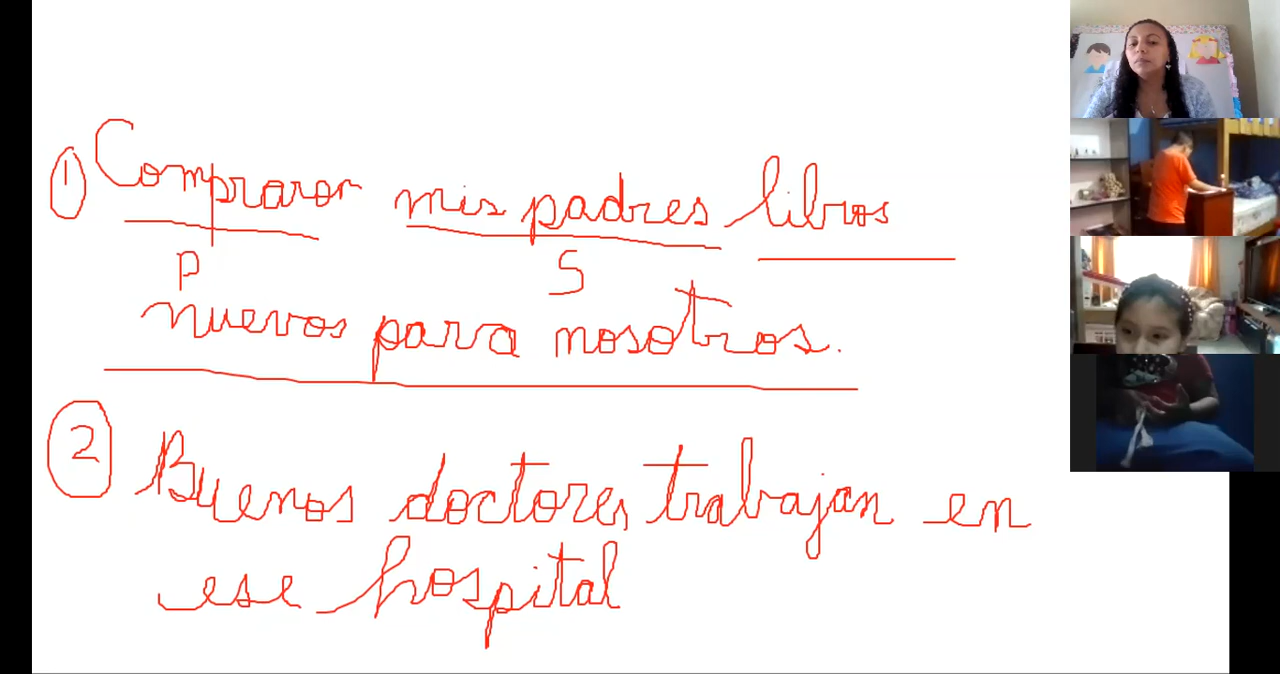 ① Compraron mis padres libros
P S
nuevos para nosotros.
② Buenos doctores trabajan en
ese hospital